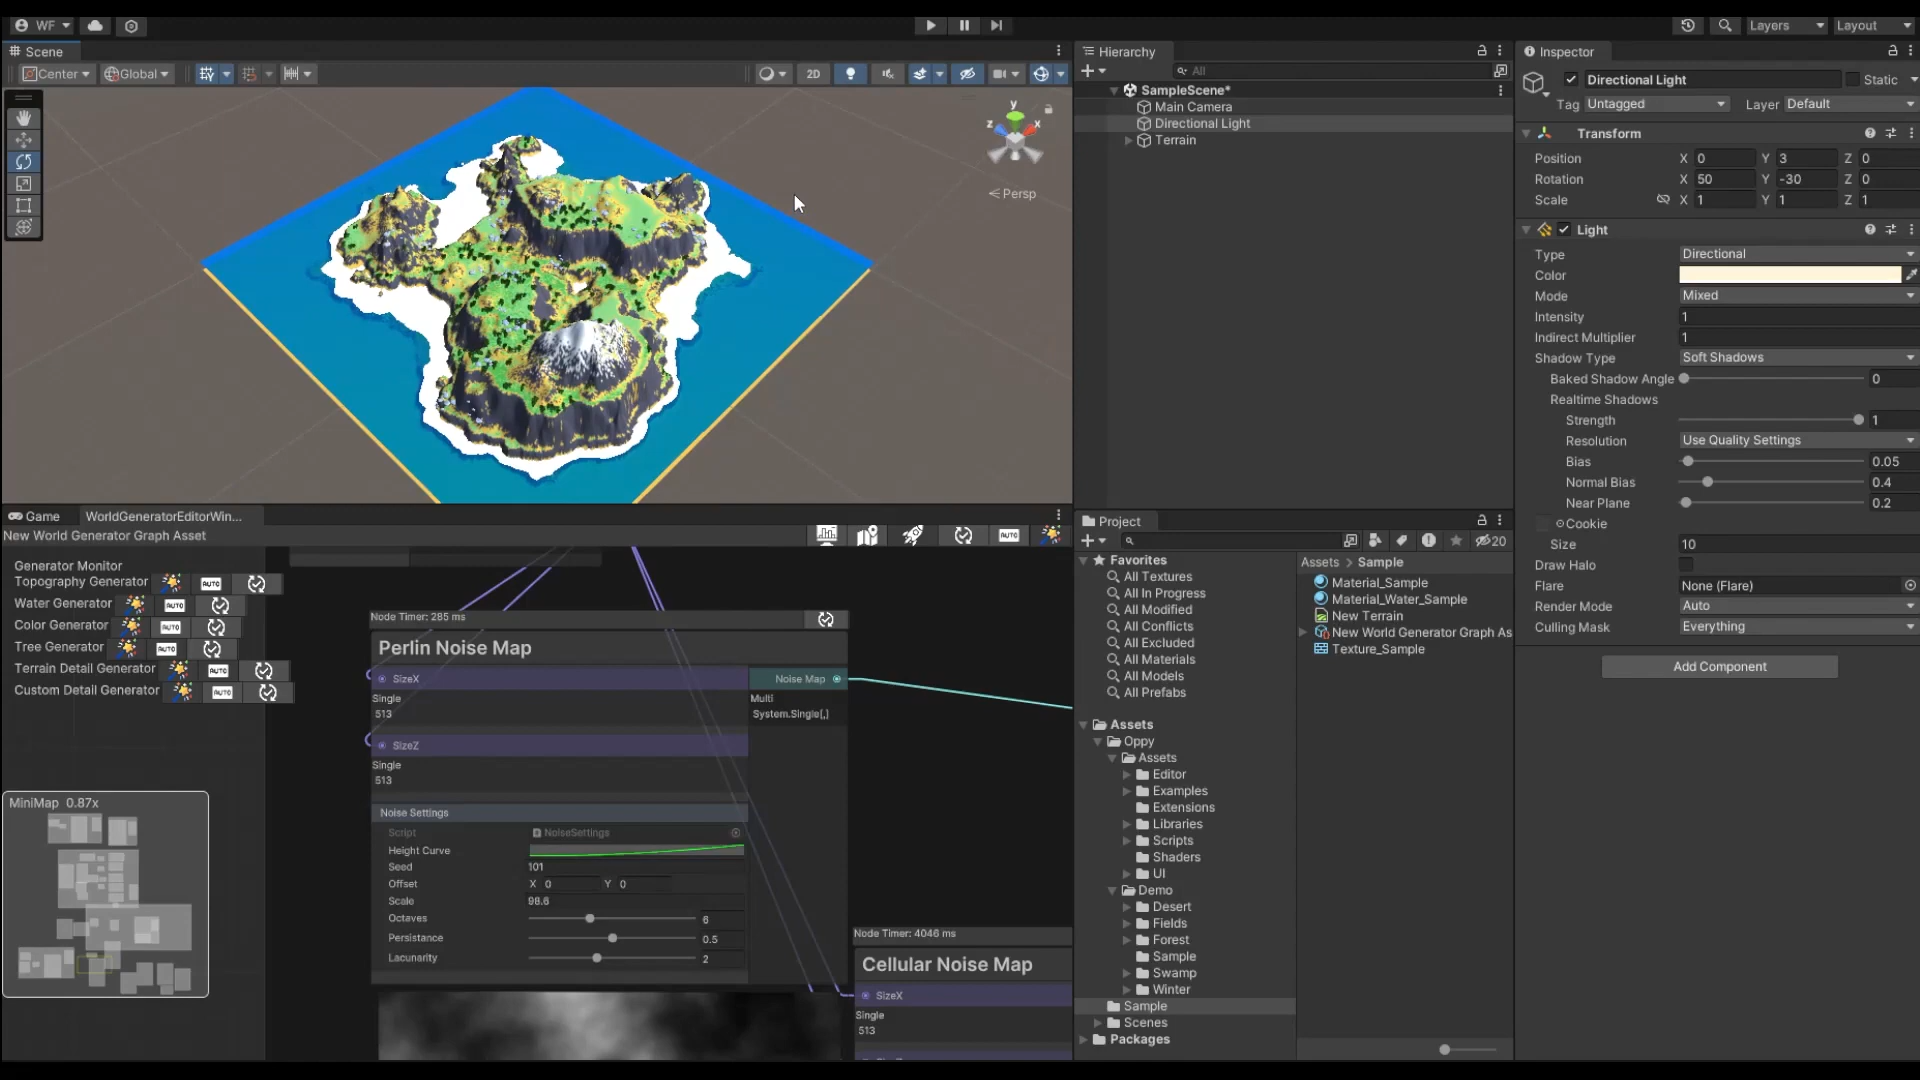 WF
Layers
Layout
Scene
Center
Global
2D
y
z
x
Persp
Game
WorldGeneratorEditorWin...
New World Generator Graph Asset
AUTO
Generator Monitor
Topography Generator
AUTO
Water Generator
AUTO
Color Generator
AUTO
Tree Generator
AUTO
Terrain Detail Generator
AUTO
Custom Detail Generator
AUTO
MiniMap 0.87x
Node Timer: 285 ms
Perlin Noise Map
SizeX
Noise Map
Single
513
Multi
System.Single[,]
SizeZ
Single
513
Noise Settings
Script
NoiseSettings
Height Curve
Seed
101
Offset
X 0
Y 0
Scale
98.6
Octaves
6
Persistance
0.5
Lacunarity
2
Node Timer: 4046 ms
Cellular Noise Map
SizeX
Single
513
Hierarchy
All
SampleScene*
Main Camera
Directional Light
Terrain
Project
20
Favorites
All Textures
All In Progress
All Modified
All Conflicts
All Excluded
All Materials
All Models
All Prefabs
Assets
Oppy
Assets
Editor
Examples
Extensions
Libraries
Scripts
Shaders
UI
Demo
Desert
Fields
Forest
Sample
Swamp
Winter
Sample
Scenes
Packages
Assets > Sample
Material_Sample
Material_Water_Sample
New Terrain
New World Generator Graph As
Texture_Sample
Inspector
Directional Light
Static
Tag Untagged
Layer Default
Transform
Position X 0 Y 3 Z 0
Rotation X 50 Y -30 Z 0
Scale X 1 Y 1 Z 1
Light
Type Directional
Color
Mode Mixed
Intensity 1
Indirect Multiplier 1
Shadow Type Soft Shadows
Baked Shadow Angle 0
Realtime Shadows
Strength 1
Resolution Use Quality Settings
Bias 0.05
Normal Bias 0.4
Near Plane 0.2
Cookie
Size 10
Draw Halo
Flare None (Flare)
Render Mode Auto
Culling Mask Everything
Add Component